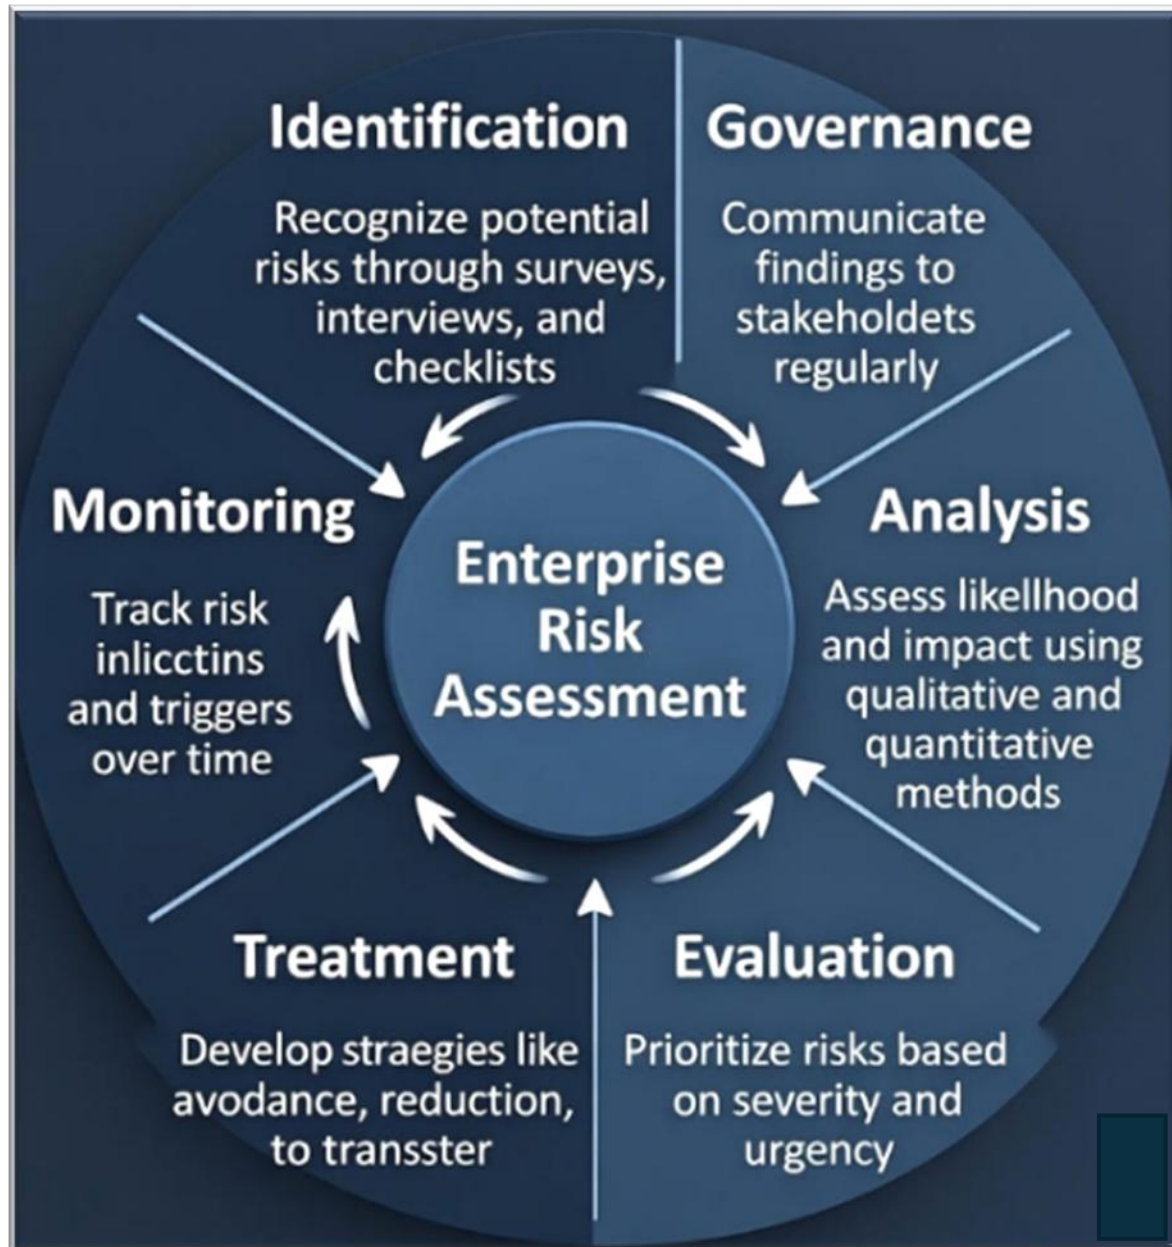 Identification
Recognize potential
risks through surveys,
interviews, and
checklists
Governance
Communicate
findings to
stakeholdets
regularly
Analysis
Assess likellhood
and impact using
qualitative and
quantitative
methods
Evaluation
Prioritize risks based
on severity and
urgency
Treatment
Develop straegies like
avodance, reduction,
to transster
Monitoring
Track risk
inlicctins
and triggers
over time
Enterprise
Risk
Assessment